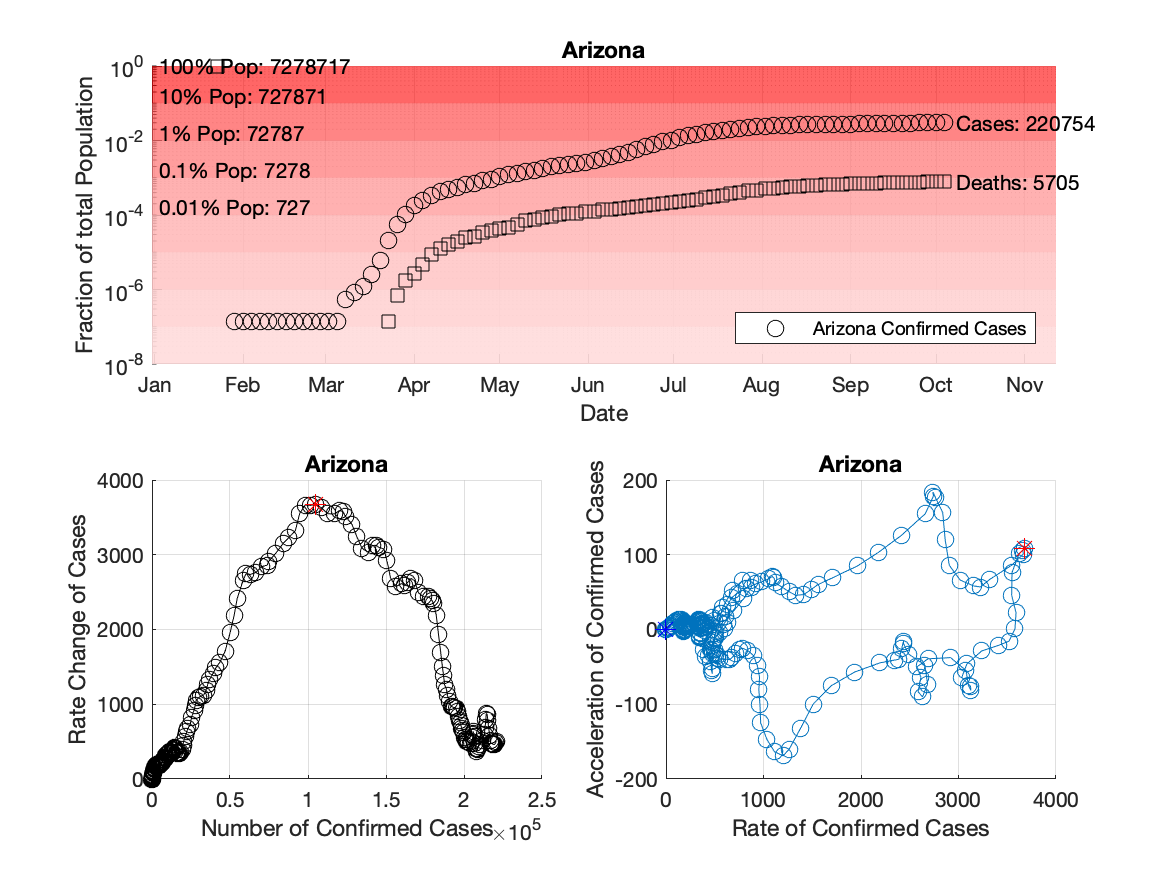 Arizona
Fraction of total Population
10^0
10^-2
10^-4
10^-6
10^-8
100% Pop: 7278717
10% Pop: 727871
1% Pop: 72787
0.1% Pop: 7278
0.01% Pop: 727
Cases: 220754
Deaths: 5705
Arizona Confirmed Cases
Jan Feb Mar Apr May Jun Jul Aug Sep Oct Nov
Date
Arizona
Rate Change of Cases
4000
3000
2000
1000
0
0 0.5 1 1.5 2 2.5
Number of Confirmed Cases ×10^5
Arizona
Acceleration of Confirmed Cases
200
100
0
-100
-200
0 1000 2000 3000 4000
Rate of Confirmed Cases